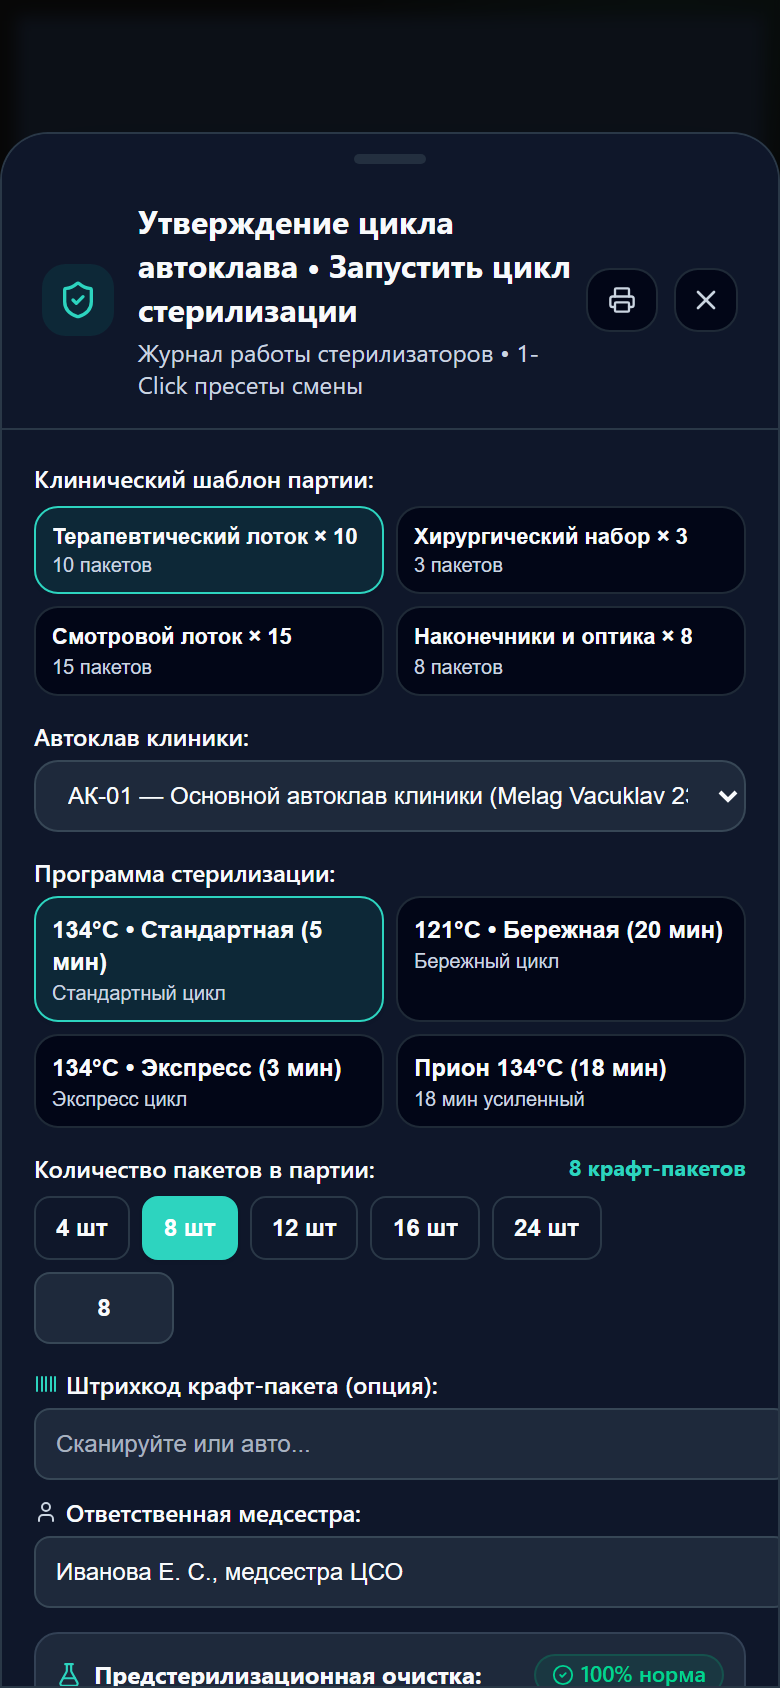 Утверждение цикла
автоклава • Запустить цикл
стерилизации
Журнал работы стерилизаторов • 1-
Click пресеты смены
Клинический шаблон партии:
Терапевтический лоток × 10
10 пакетов
Хирургический набор × 3
3 пакетов
Смотровой лоток × 15
15 пакетов
Наконечники и оптика × 8
8 пакетов
Автоклав клиники:
АК-01 — Основной автоклав клиники (Melag Vacuklav 23
Программа стерилизации:
134°C • Стандартная (5
мин)
Стандартный цикл
121°C • Бережная (20 мин)
Бережный цикл
134°C • Экспресс (3 мин)
Экспресс цикл
Прион 134°C (18 мин)
18 мин усиленный
Количество пакетов в партии:
8 крафт-пакетов
4 шт
8 шт
12 шт
16 шт
24 шт
8
Штрихкод крафт-пакета (опция):
Сканируйте или авто...
Ответственная медсестра:
Иванова Е. С., медсестра ЦСО
Предстерилизационная очистка:
100% норма